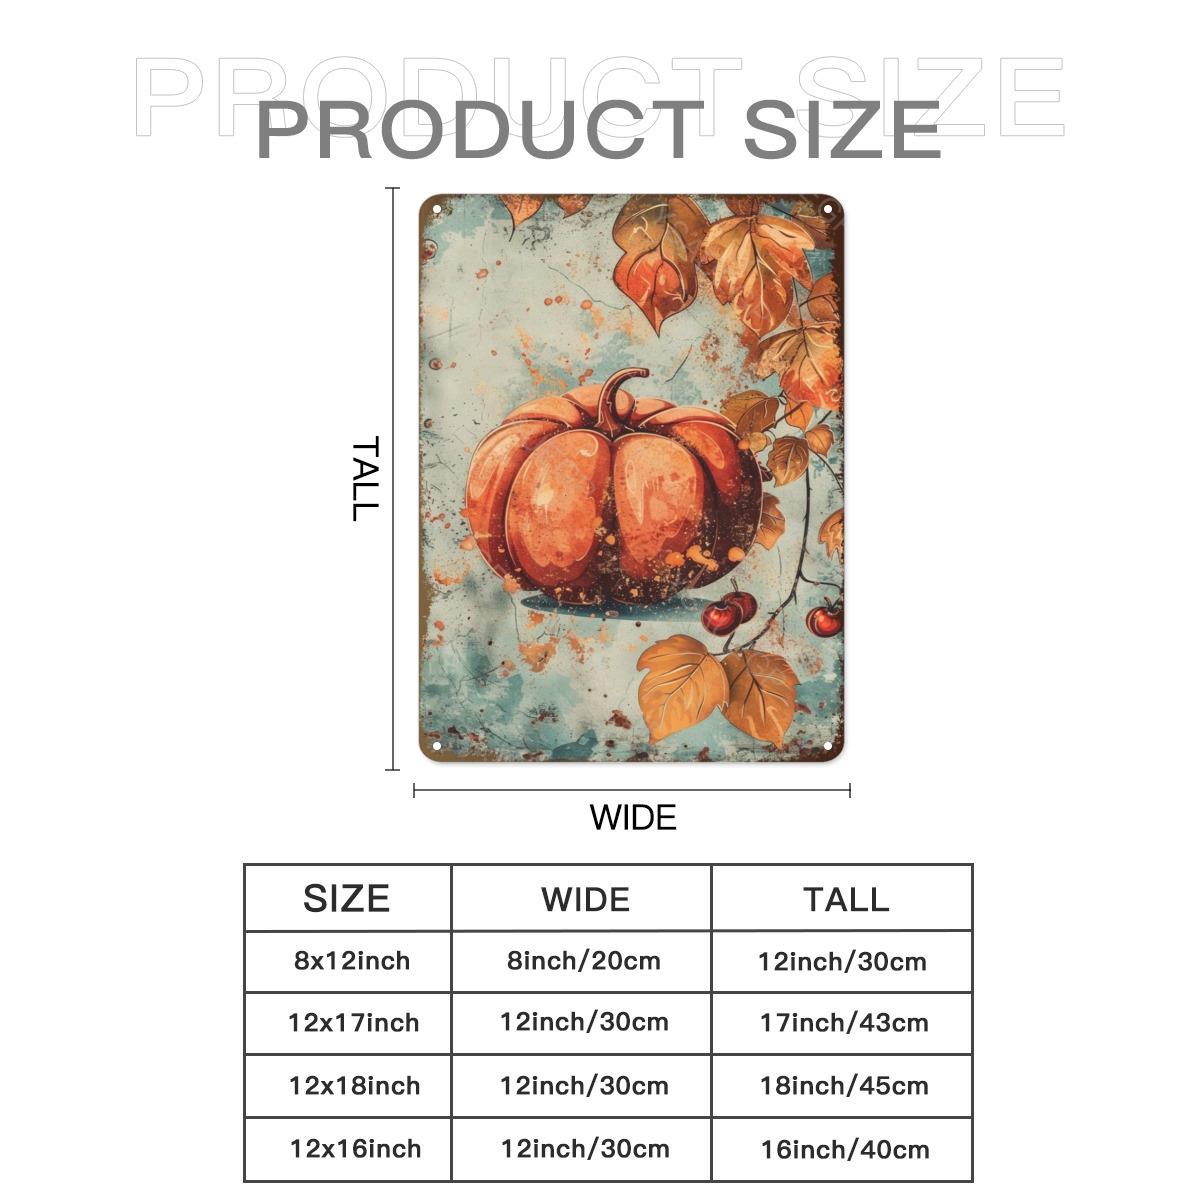 PRODUCT SIZE
PRODUCT SIZE
TALL
WIDE
SIZE WIDE TALL
8x12inch 8inch/20cm 12inch/30cm
12x17inch 12inch/30cm 17inch/43cm
12x18inch 12inch/30cm 18inch/45cm
12x16inch 12inch/30cm 16inch/40cm